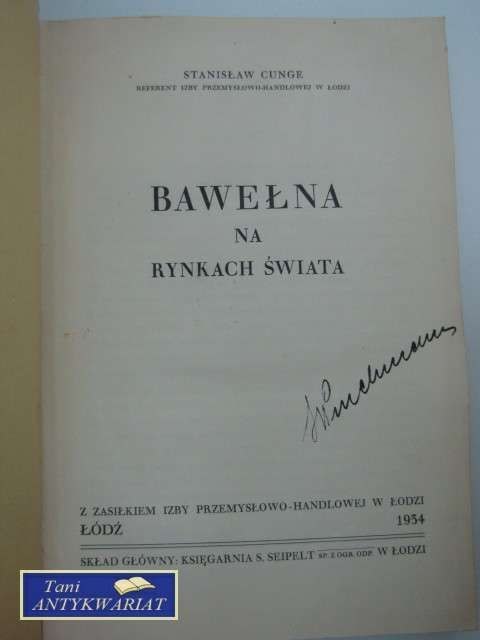 STANISŁAW CUNGE
REFERENT IZBY PRZEMYSŁOWO-HANDLOWEJ W ŁODZI
BAWEŁNA
NA
RYNKACH ŚWIATA
Z ZASIŁKIEM IZBY PRZEMYSŁOWO-HANDLOWEJ W ŁODZI
ŁÓDŹ 1934
SKŁAD GŁÓWNY: KSIĘGARNIA S. SEIPELT SP. Z OGR. ODP. W ŁODZI
Tani
ANTYKWARIAT